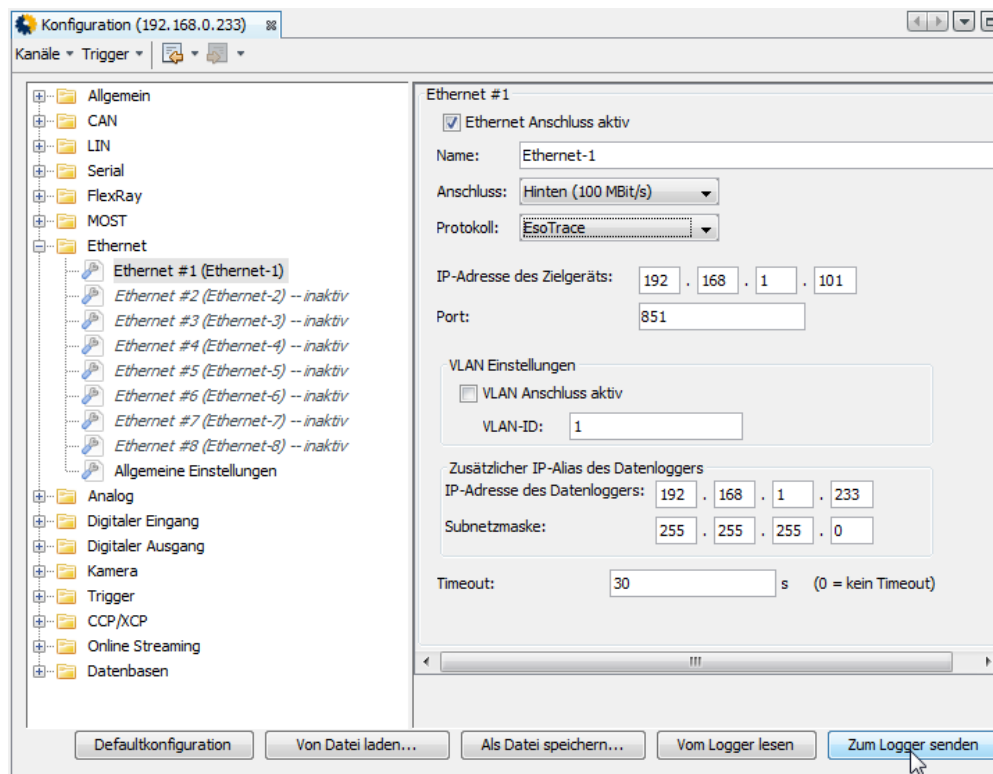 Konfiguration (192.168.0.233)
Kanäle Trigger
Allgemein
CAN
LIN
Serial
FlexRay
MOST
Ethernet
Ethernet #1 (Ethernet-1)
Ethernet #2 (Ethernet-2) -- inaktiv
Ethernet #3 (Ethernet-3) -- inaktiv
Ethernet #4 (Ethernet-4) -- inaktiv
Ethernet #5 (Ethernet-5) -- inaktiv
Ethernet #6 (Ethernet-6) -- inaktiv
Ethernet #7 (Ethernet-7) -- inaktiv
Ethernet #8 (Ethernet-8) -- inaktiv
Allgemeine Einstellungen
Analog
Digitaler Eingang
Digitaler Ausgang
Kamera
Trigger
CCP/XCP
Online Streaming
Datenbasen
Ethernet #1
Ethernet Anschluss aktiv
Name: Ethernet-1
Anschluss: Hinten (100 MBit/s)
Protokoll: EsoTrace
IP-Adresse des Zielgeräts: 192 . 168 . 1 . 101
Port: 851
VLAN Einstellungen
VLAN Anschluss aktiv
VLAN-ID: 1
Zusätzlicher IP-Alias des Datenloggers
IP-Adresse des Datenloggers: 192 . 168 . 1 . 233
Subnetzmaske: 255 . 255 . 255 . 0
Timeout: 30 s (0 = kein Timeout)
Defaultkonfiguration Von Datei laden... Als Datei speichern... Vom Logger lesen Zum Logger senden